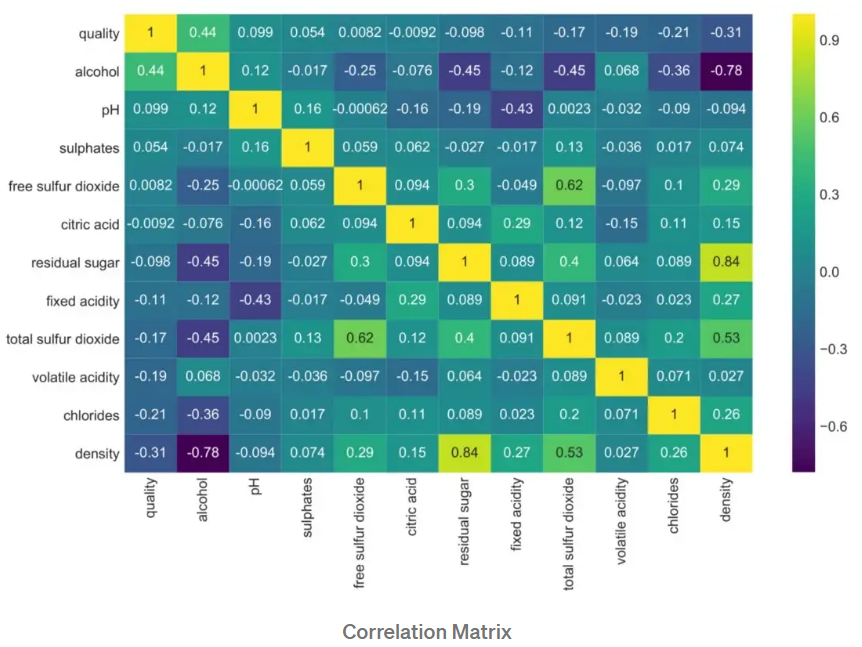 quality 1 0.44 0.099 0.054 0.0082 -0.0092 -0.098 -0.11 -0.17 -0.19 -0.21 -0.31
alcohol 0.44 1 0.12 -0.017 -0.25 -0.076 -0.45 -0.12 -0.45 0.068 -0.36 -0.78
pH 0.099 0.12 1 0.16 -0.00062 -0.16 -0.19 -0.43 0.0023 -0.032 -0.09 -0.094
sulphates 0.054 -0.017 0.16 1 0.059 0.062 -0.027 -0.017 0.13 -0.036 0.017 0.074
free sulfur dioxide 0.0082 -0.25 -0.00062 0.059 1 0.094 0.3 -0.049 0.62 -0.097 0.1 0.29
citric acid -0.0092 -0.076 -0.16 0.062 0.094 1 0.094 0.29 0.12 -0.15 0.11 0.15
residual sugar -0.098 -0.45 -0.19 -0.027 0.3 0.094 1 0.089 0.4 0.064 0.089 0.84
fixed acidity -0.11 -0.12 -0.43 -0.017 -0.049 0.29 0.089 1 0.091 -0.023 0.023 0.27
total sulfur dioxide -0.17 -0.45 0.0023 0.13 0.62 0.12 0.4 0.091 1 0.089 0.2 0.53
volatile acidity -0.19 0.068 -0.032 -0.036 -0.097 -0.15 0.064 -0.023 0.089 1 0.071 0.027
chlorides -0.21 -0.36 -0.09 0.017 0.1 0.11 0.089 0.023 0.2 0.071 1 0.26
density -0.31 -0.78 -0.094 0.074 0.29 0.15 0.84 0.27 0.53 0.027 0.26 1
quality
alcohol
pH
sulphates
free sulfur dioxide
citric acid
residual sugar
fixed acidity
total sulfur dioxide
volatile acidity
chlorides
density
0.9
0.6
0.3
0.0
−0.3
−0.6
Correlation Matrix